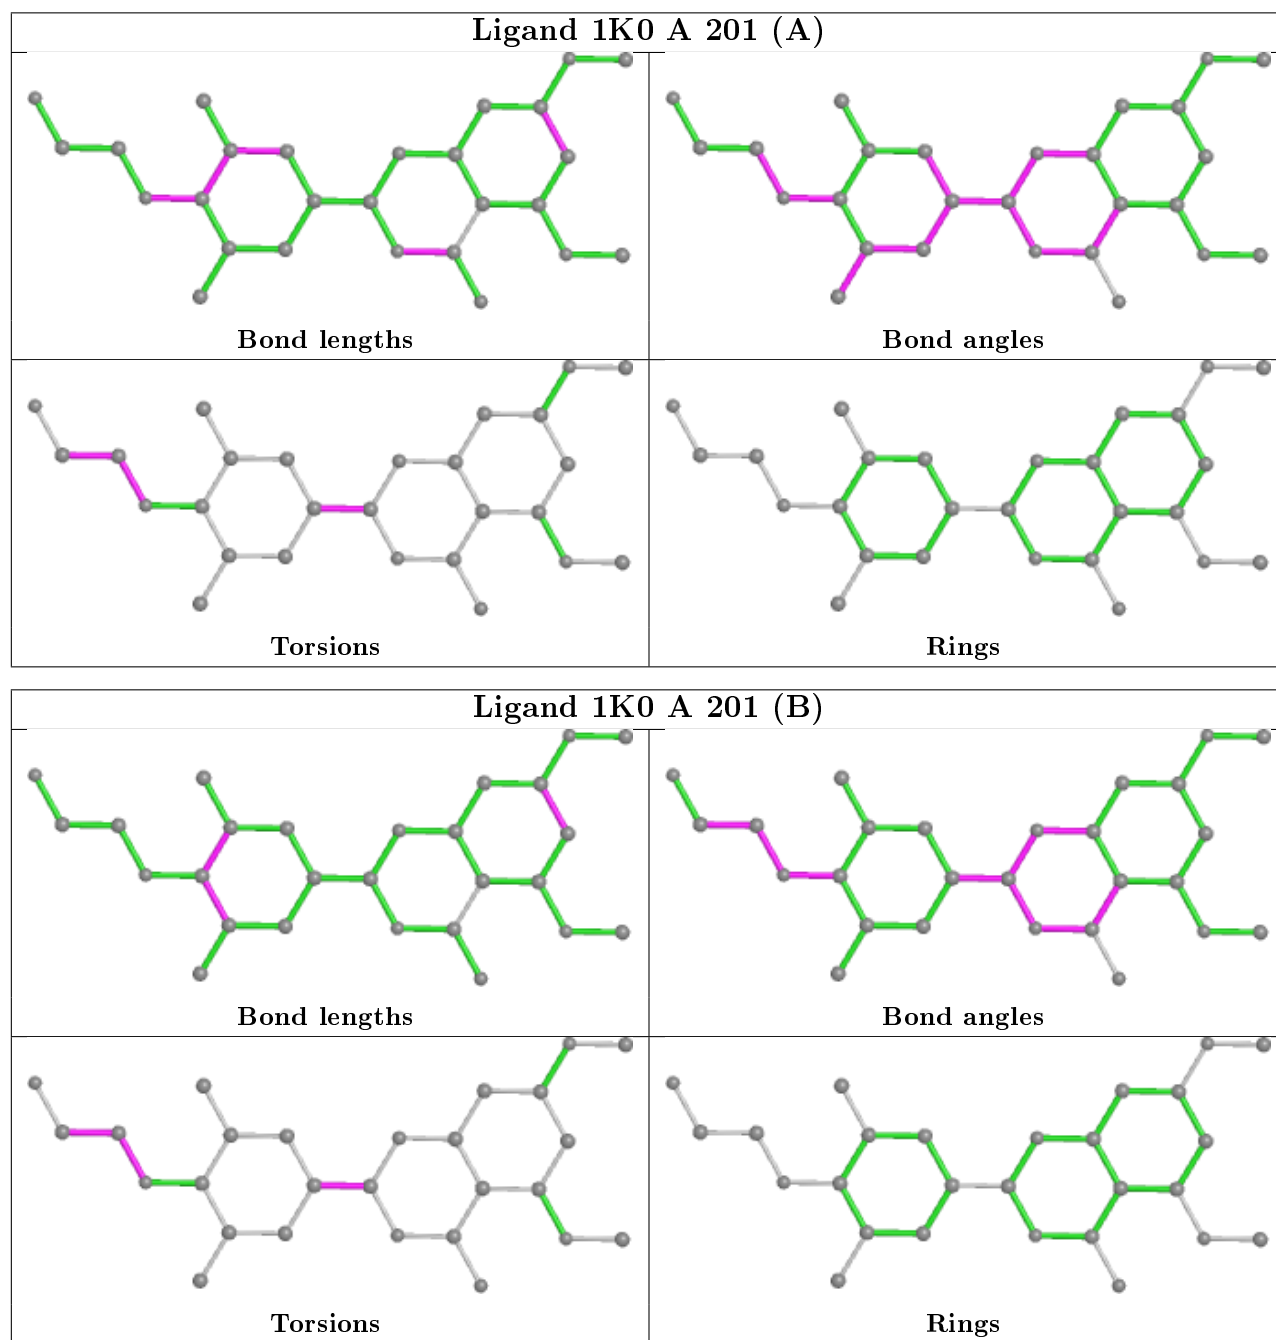 Ligand 1K0 A 201 (A)
Bond lengths
Bond angles
Torsions
Rings
Ligand 1K0 A 201 (B)
Bond lengths
Bond angles
Torsions
Rings